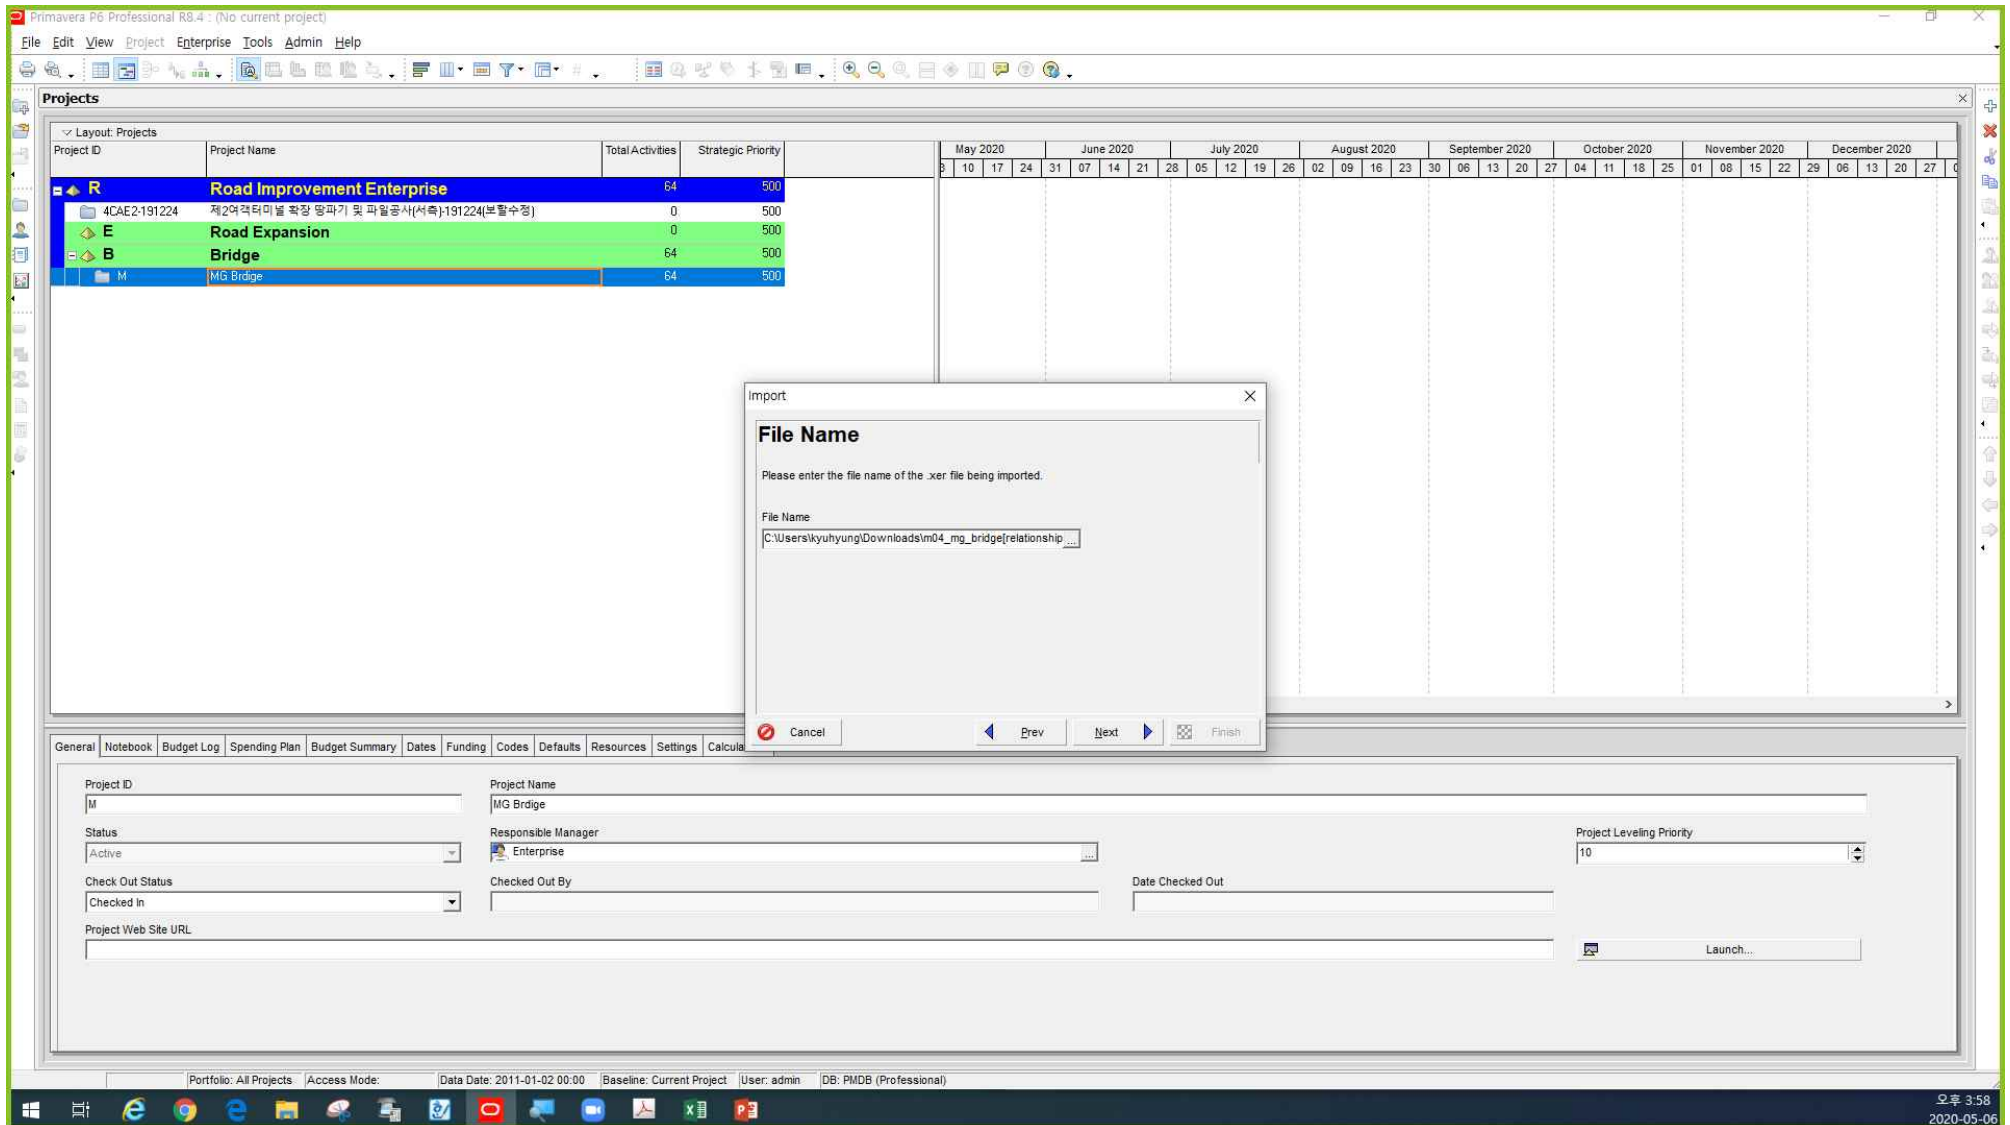 Primavera P6 Professional R8.4 : (No current project)
File Edit View Project Enterprise Tools Admin Help
Projects
Layout: Projects
Project ID Project Name Total Activities Strategic Priority
May 2020 June 2020 July 2020 August 2020 September 2020 October 2020 November 2020 December 2020
3 10 17 24 31 07 14 21 28 05 12 19 26 02 09 16 23 30 06 13 20 27 04 11 18 25 01 08 15 22 29 06 13 20 27
R Road Improvement Enterprise 64 500
4CAE2-191224 제2여객터미널 확장 땅파기 및 파일공사(서측)-191224(보할수정) 0 500
E Road Expansion 0 500
B Bridge 64 500
M MG Brdige 64 500
Import
File Name
Please enter the file name of the .xer file being imported.
File Name
C:\Users\kyuhyung\Downloads\m04_mg_bridge[relationship ...
Cancel Prev Next Finish
General Notebook Budget Log Spending Plan Budget Summary Dates Funding Codes Defaults Resources Settings Calcula
Project ID Project Name
M MG Brdige
Status Responsible Manager Project Leveling Priority
Active Enterprise ... 10
Check Out Status Checked Out By Date Checked Out
Checked In
Project Web Site URL
Launch...
Portfolio: All Projects Access Mode: Data Date: 2011-01-02 00:00 Baseline: Current Project User: admin DB: PMDB (Professional)
오후 3:58
2020-05-06